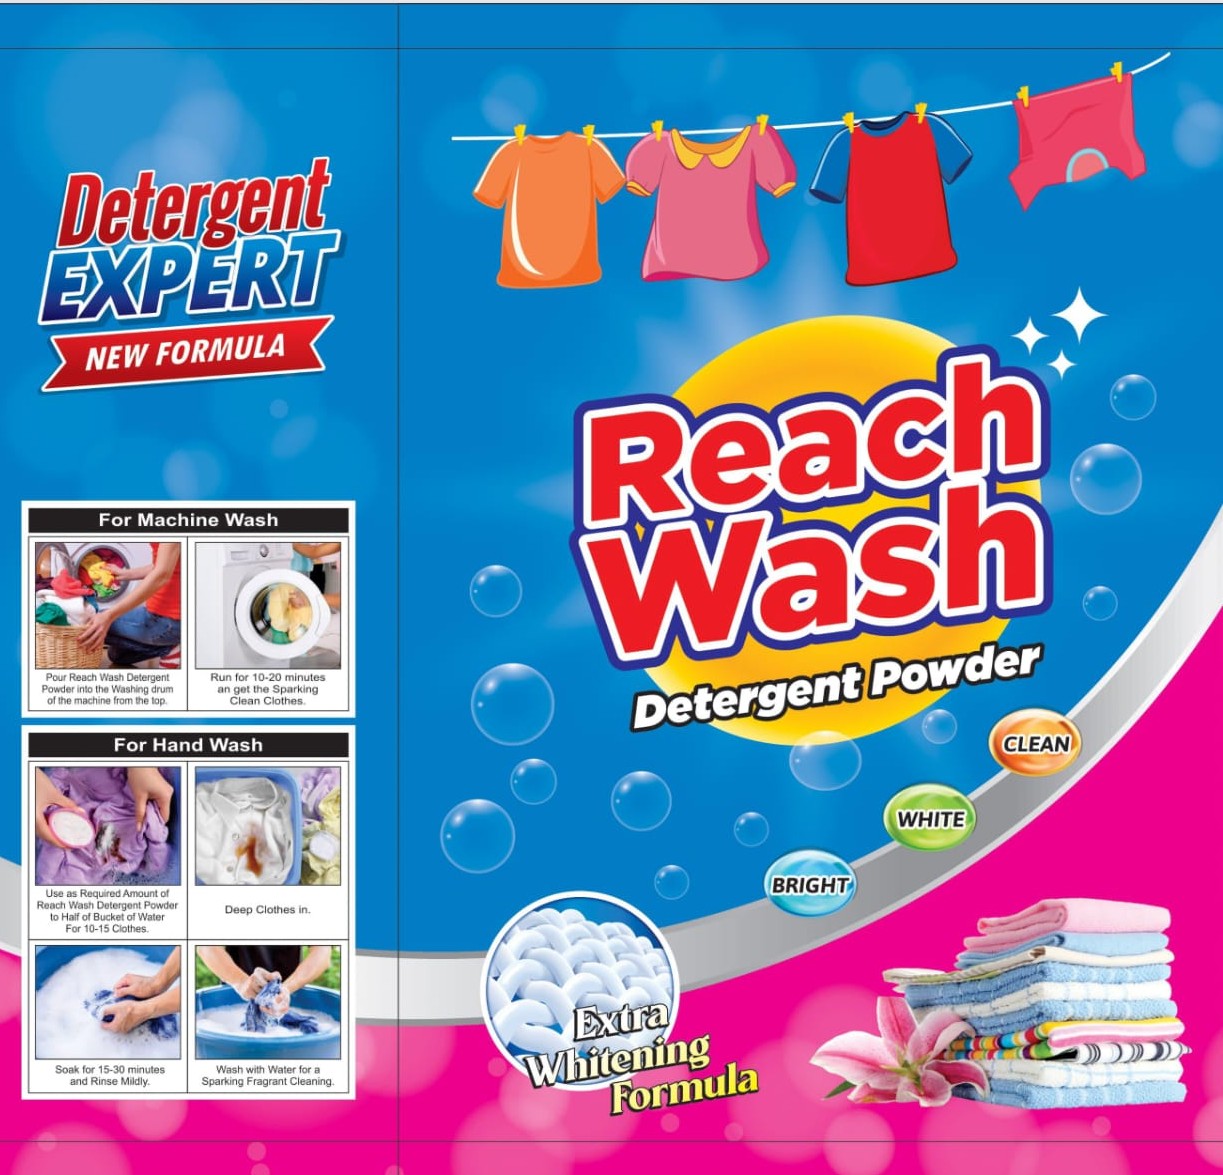 Detergent
EXPERT
NEW FORMULA
For Machine Wash
Pour Reach Wash Detergent
Powder into the Washing drum
of the machine from the top.
Run for 10-20 minutes
an get the Sparking
Clean Clothes.
For Hand Wash
Use as Required Amount of
Reach Wash Detergent Powder
to Half of Bucket of Water
For 10-15 Clothes.
Deep Clothes in.
Soak for 15-30 minutes
and Rinse Mildly.
Wash with Water for a
Sparking Fragrant Cleaning.
Reach
Wash
Detergent Powder
CLEAN
WHITE
BRIGHT
Extra
Whitening
Formula